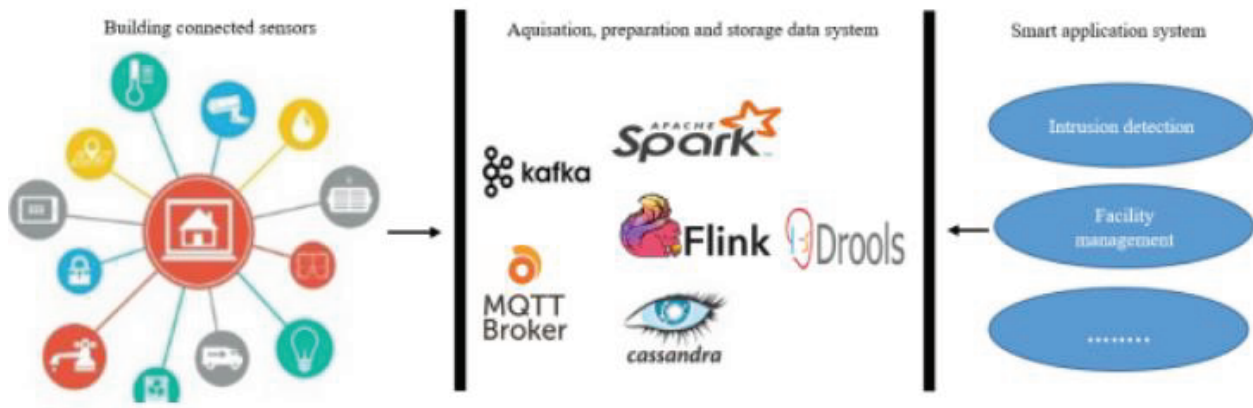 Building connected sensors
Aquisation, preparation and storage data system
Smart application system
kafka
APACHE
Spark
Flink
Drools
MQTT
Broker
cassandra
Intrusion detection
Facility
management
........